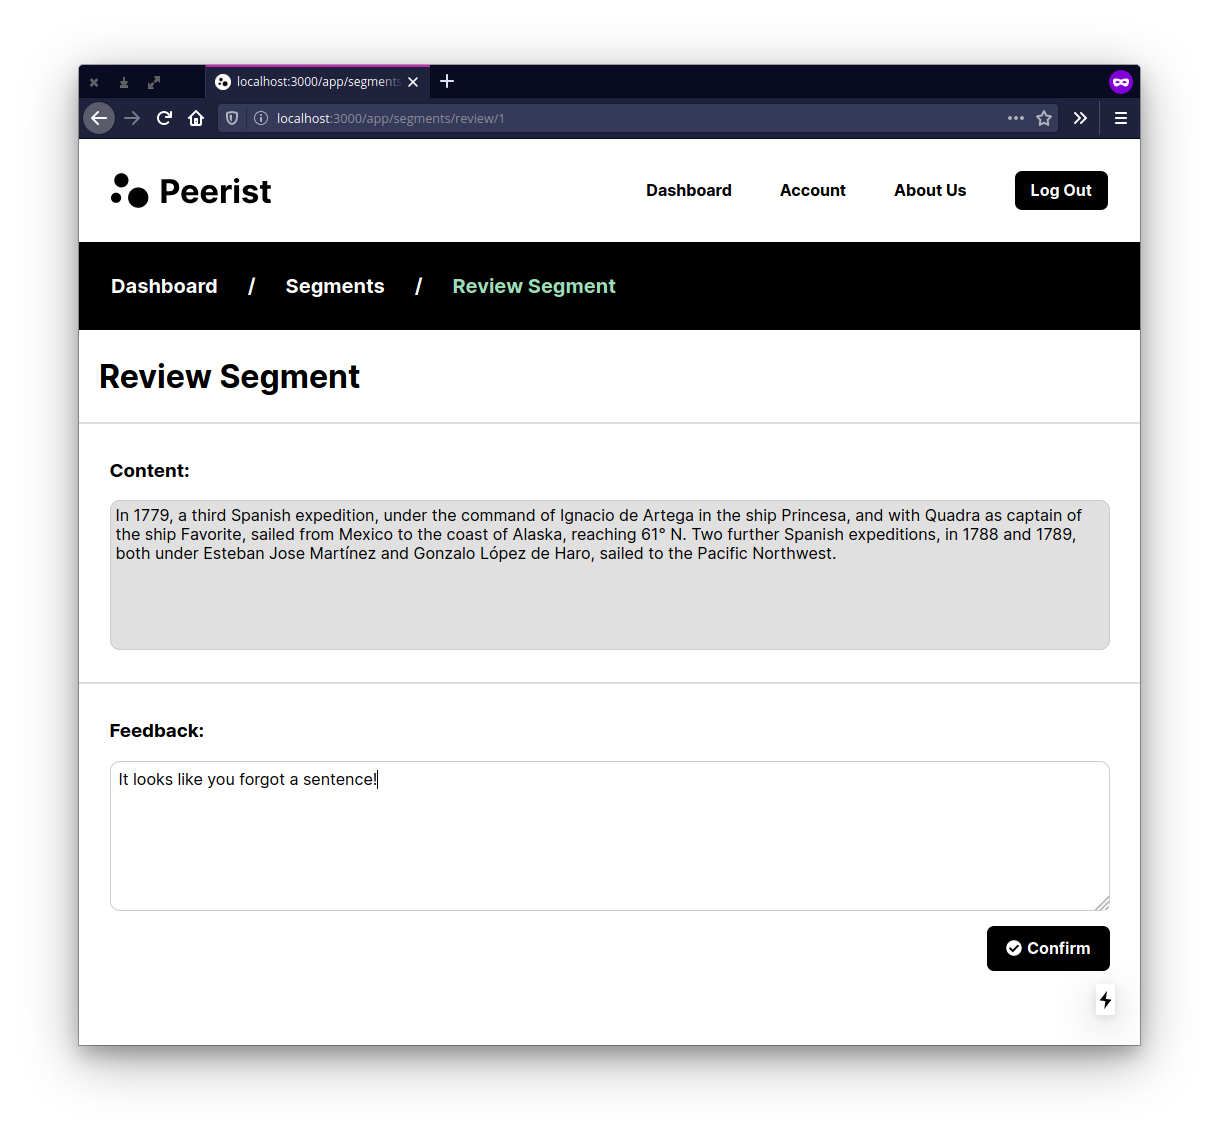 localhost:3000/app/segments
localhost:3000/app/segments/review/1
Peerist
Dashboard
Account
About Us
Log Out
Dashboard / Segments / Review Segment
Review Segment
Content:
In 1779, a third Spanish expedition, under the command of Ignacio de Artega in the ship Princesa, and with Quadra as captain of
the ship Favorite, sailed from Mexico to the coast of Alaska, reaching 61° N. Two further Spanish expeditions, in 1788 and 1789,
both under Esteban Jose Martínez and Gonzalo López de Haro, sailed to the Pacific Northwest.
Feedback:
It looks like you forgot a sentence!
Confirm